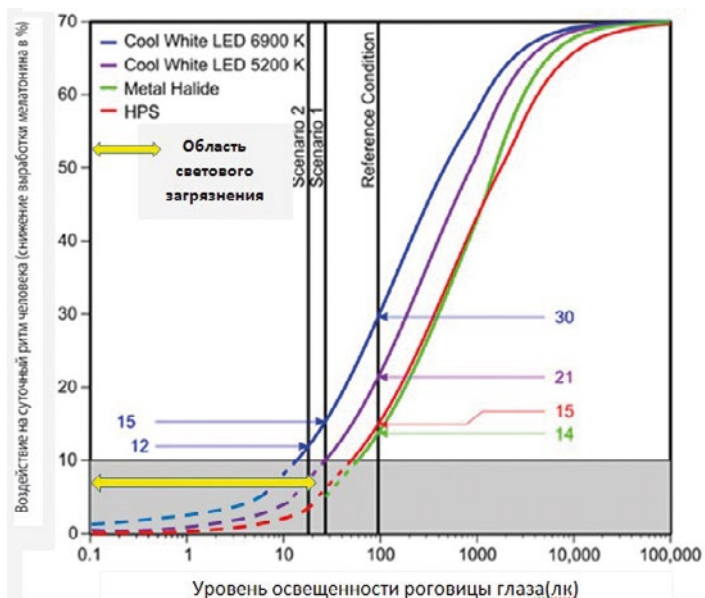 Воздействие на суточный ритм человека (снижение выработки мелатонина в %)
70
60
50
40
30
20
10
0
Cool White LED 6900 K
Cool White LED 5200 K
Metal Halide
HPS
Область
светового
загрязнения
Scenario 2
Scenario 1
Reference Condition
15
12
30
21
15
14
0.1
1
10
100
1000
10,000
100,000
Уровень освещенности роговицы глаза(лк)